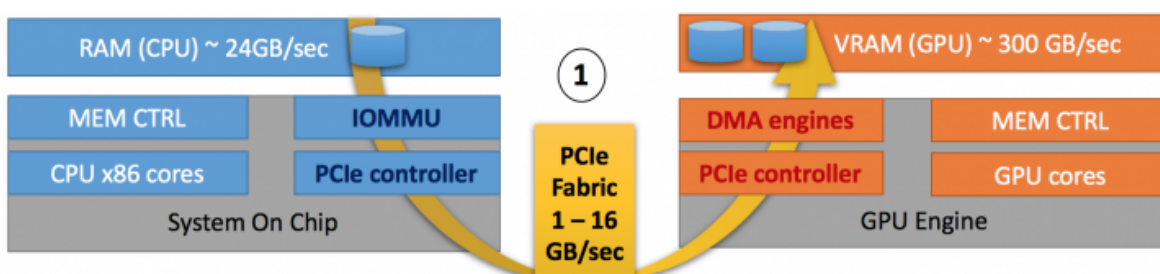 RAM (CPU) ~ 24GB/sec
VRAM (GPU) ~ 300 GB/sec
1
MEM CTRL
IOMMU
DMA engines
MEM CTRL
CPU x86 cores
PCIe controller
PCIe controller
GPU cores
PCIe
Fabric
1 – 16
GB/sec
System On Chip
GPU Engine